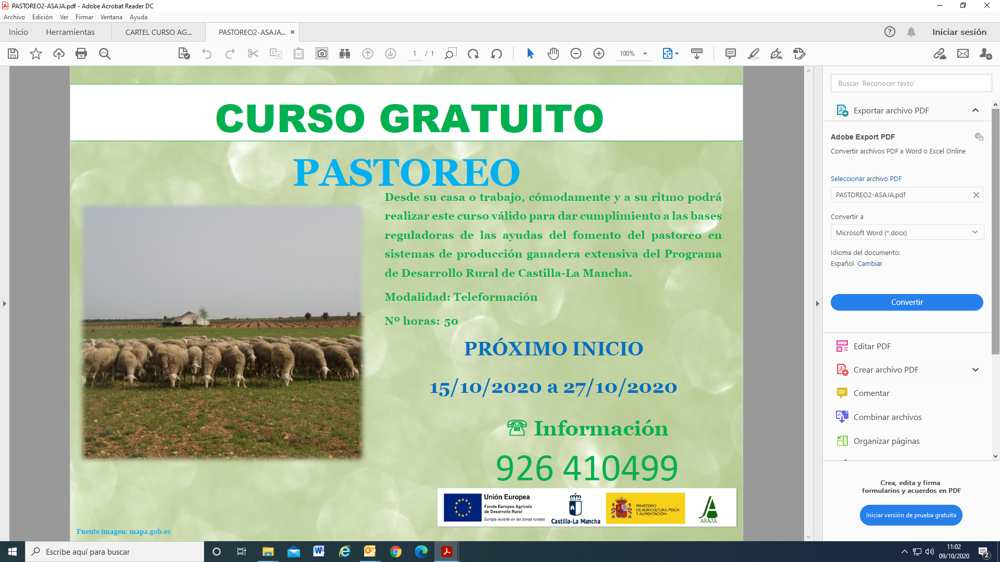 PASTOREO2-ASAJA.pdf - Adobe Acrobat Reader DC
Archivo Edición Ver Firmar Ventana Ayuda
Inicio Herramientas CARTEL CURSO AG... PASTOREO2-ASAJA... × Iniciar sesión
1 / 1 100%
CURSO GRATUITO
PASTOREO
Desde su casa o trabajo, cómodamente y a su ritmo podrá
realizar este curso válido para dar cumplimiento a las bases
reguladoras de las ayudas del fomento del pastoreo en
sistemas de producción ganadera extensiva del Programa
de Desarrollo Rural de Castilla-La Mancha.
Modalidad: Teleformación
Nº horas: 50
PRÓXIMO INICIO
15/10/2020 a 27/10/2020
☎ Información
926 410499
Unión Europea
Fondo Europeo Agrícola
de Desarrollo Rural
Europa invierte en las zonas rurales
Castilla-La Mancha
MINISTERIO
DE AGRICULTURA, PESCA
Y ALIMENTACIÓN
ASAJA
Fuente imagen: mapa.gob.es
Buscar 'Reconocer texto'
Exportar archivo PDF
Adobe Export PDF
Convertir archivos PDF a Word o Excel Online
Seleccionar archivo PDF
PASTOREO2-ASAJA.pdf
Convertir a
Microsoft Word (*.docx)
Idioma del documento:
Español Cambiar
Convertir
Editar PDF
Crear archivo PDF
Comentar
Combinar archivos
Organizar páginas
Crea, edita y firma
formularios y acuerdos en PDF
Iniciar versión de prueba gratuita
Escribe aquí para buscar
11:02
09/10/2020
2